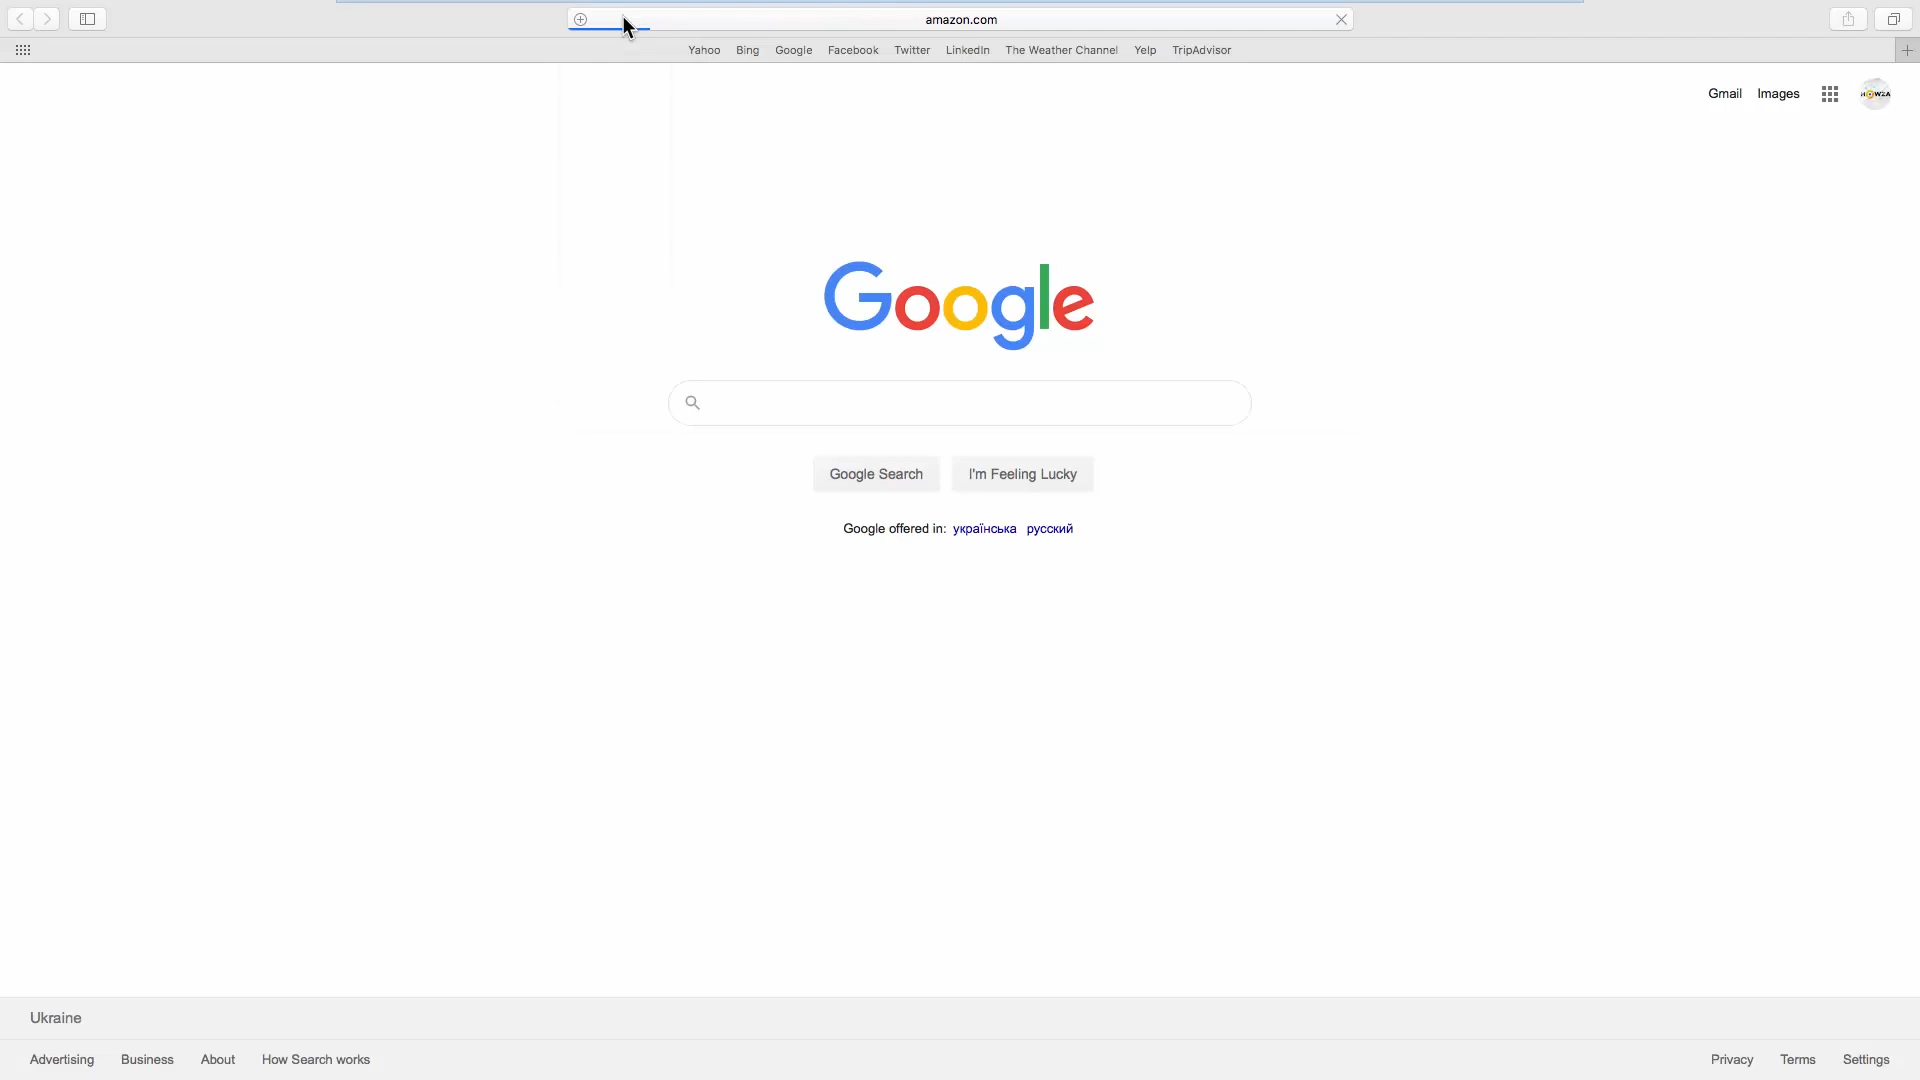 amazon.com
Yahoo Bing Google Facebook Twitter LinkedIn The Weather Channel Yelp TripAdvisor
Gmail Images HOWZA
Google
Google Search I'm Feeling Lucky
Google offered in: українська русский
Ukraine
Advertising Business About How Search works Privacy Terms Settings